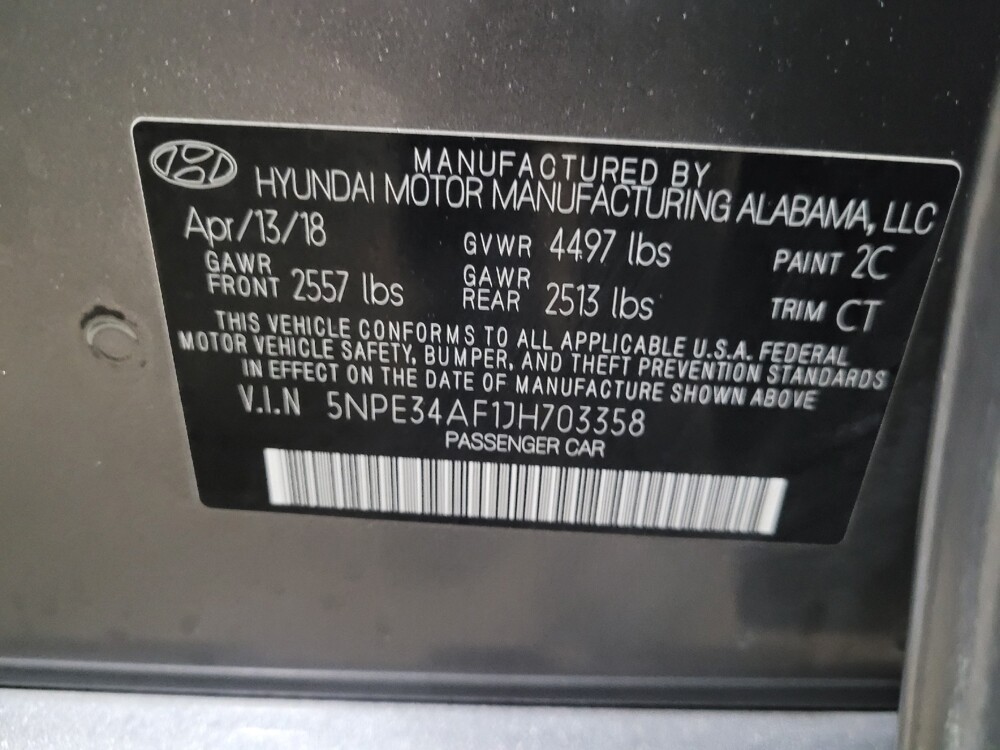 MANUFACTURED BY
HYUNDAI MOTOR MANUFACTURING ALABAMA, LLC
Apr/13/18 GVWR 4497 lbs PAINT 2C
GAWR FRONT 2557 lbs GAWR REAR 2513 lbs TRIM CT
THIS VEHICLE CONFORMS TO ALL APPLICABLE U.S.A. FEDERAL
MOTOR VEHICLE SAFETY, BUMPER, AND THEFT PREVENTION STANDARDS
IN EFFECT ON THE DATE OF MANUFACTURE SHOWN ABOVE
V.I.N 5NPE34AF1JH703358
PASSENGER CAR